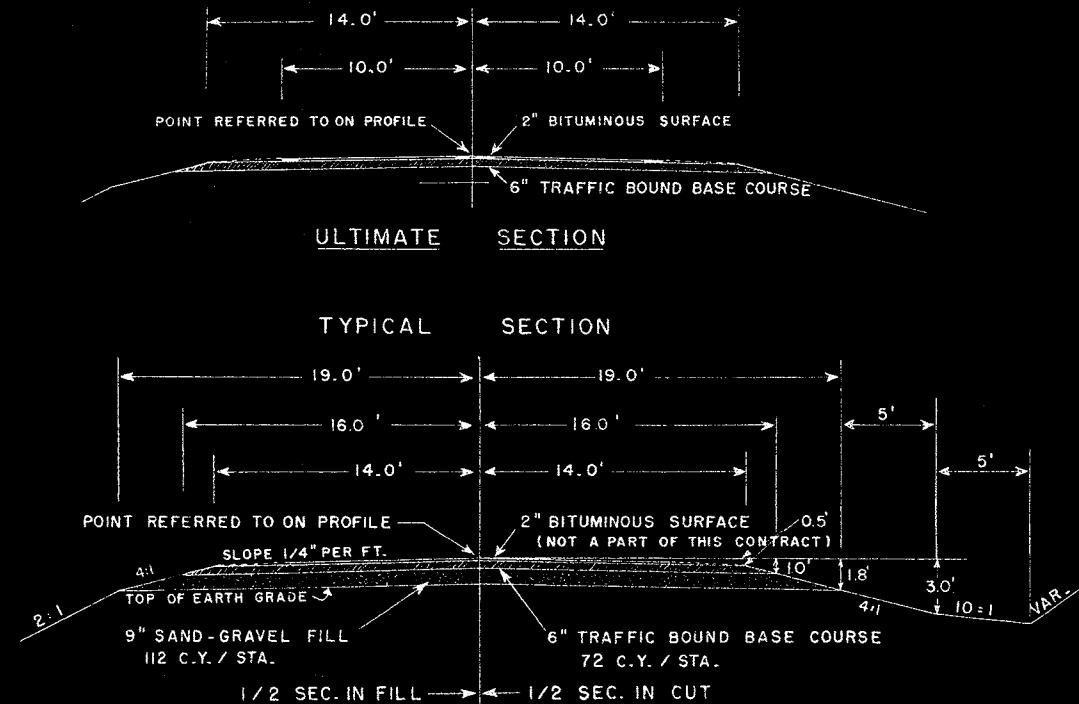 14.0' 14.0'
10.0' 10.0'
POINT REFERRED TO ON PROFILE 2" BITUMINOUS SURFACE
6" TRAFFIC BOUND BASE COURSE
ULTIMATE SECTION
TYPICAL SECTION
19.0' 19.0'
16.0' 16.0' 5'
14.0' 14.0' 5'
POINT REFERRED TO ON PROFILE 2" BITUMINOUS SURFACE 0.5'
(NOT A PART OF THIS CONTRACT)
SLOPE 1/4" PER FT.
4:1 1.0' 1.8' 3.0'
TOP OF EARTH GRADE
2:1 4:1 10:1 VAR.
9" SAND-GRAVEL FILL 6" TRAFFIC BOUND BASE COURSE
112 C.Y. / STA. 72 C.Y. / STA.
1/2 SEC. IN FILL 1/2 SEC. IN CUT